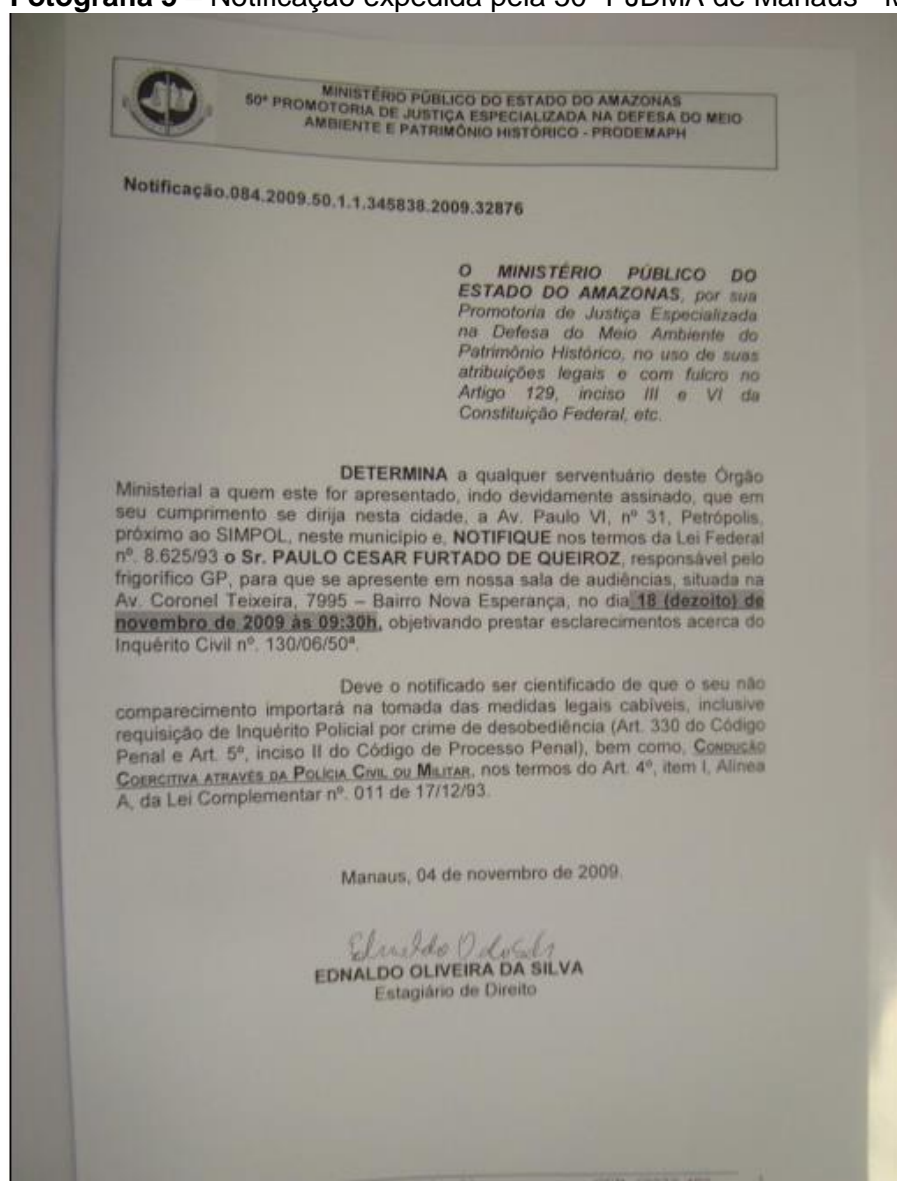 Notificação expedida pela
de Manaus
MINISTÉRIO PÚBLICO DO ESTADO DO AMAZONAS
50ª PROMOTORIA DE JUSTIÇA ESPECIALIZADA NA DEFESA DO MEIO
AMBIENTE E PATRIMÔNIO HISTÓRICO - PRODEMAPH
Notificação.084.2009.50.1.1.345838.2009.32876
O MINISTÉRIO PÚBLICO DO
ESTADO DO AMAZONAS, por sua
Promotoria de Justiça Especializada
na Defesa do Meio Ambiente do
Patrimônio Histórico, no uso de suas
atribuições legais e com fulcro no
Artigo 129, inciso III e VI da
Constituição Federal, etc.
DETERMINA a qualquer serventuário deste Órgão
Ministerial a quem este for apresentado, indo devidamente assinado, que em
seu cumprimento se dirija nesta cidade, a Av. Paulo VI, nº 31, Petrópolis,
próximo ao SIMPOL, neste município e, NOTIFIQUE nos termos da Lei Federal
nº. 8.625/93 o Sr. PAULO CESAR FURTADO DE QUEIROZ, responsável pelo
frigorifico GP, para que se apresente em nossa sala de audiências, situada na
Av. Coronel Teixeira, 7995 – Bairro Nova Esperança, no dia 18 (dezoito) de
novembro de 2009 às 09:30h, objetivando prestar esclarecimentos acerca do
Inquérito Civil nº. 130/06/50ª.
Deve o notificado ser cientificado de que o seu não
comparecimento importará na tomada das medidas legais cabíveis, inclusive
requisição de Inquérito Policial por crime de desobediência (Art. 330 do Código
Penal e Art. 5º, inciso II do Código de Processo Penal), bem como, CONDUÇÃO
COERCITIVA ATRAVÉS DA POLÍCIA CIVIL OU MILITAR, nos termos do Art. 4º, item I, Alínea
A, da Lei Complementar nº. 011 de 17/12/93.
Manaus, 04 de novembro de 2009.
EDNALDO OLIVEIRA DA SILVA
Estagiário de Direito